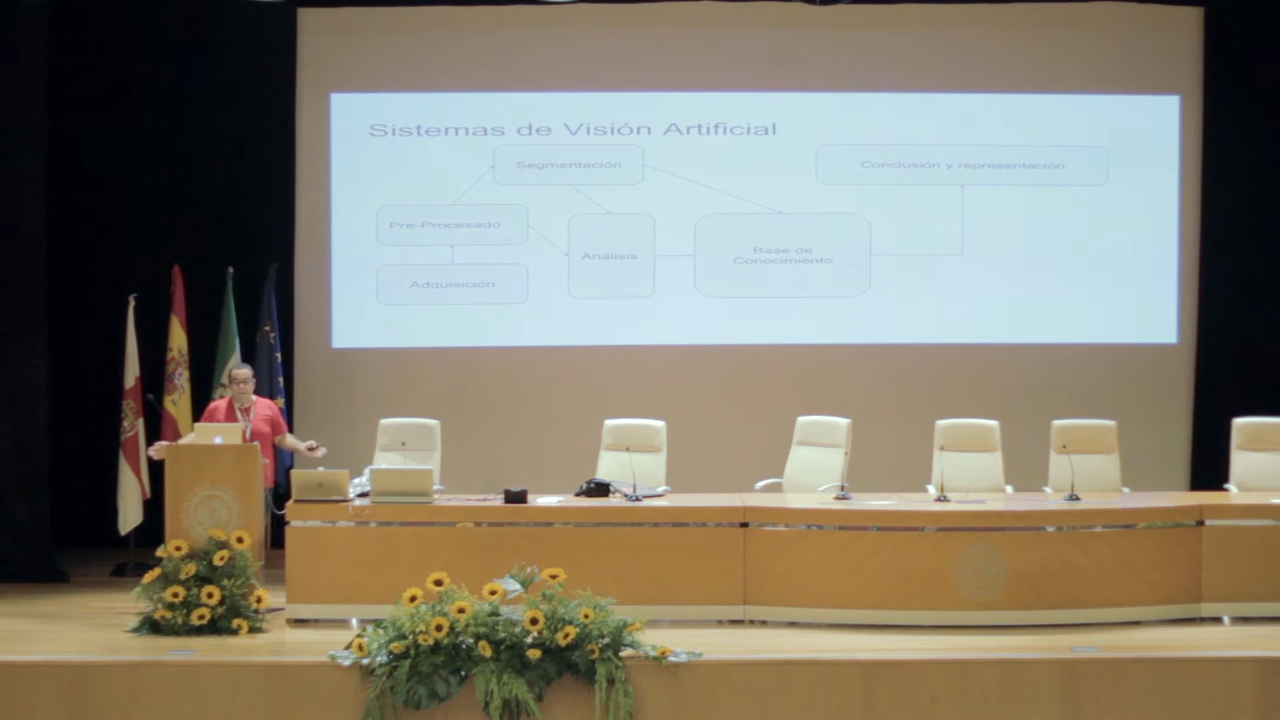 Sistemas de Visión Artificial
Segmentación
Conclusión y representación
Pre-Procesado
Análisis
Base de
Conocimiento
Adquisición